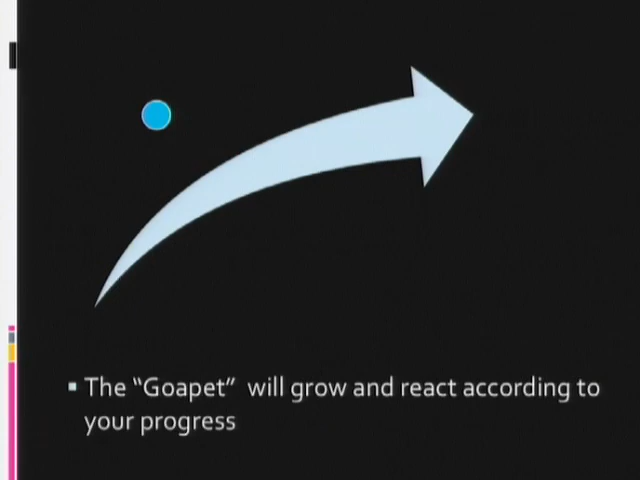 The “Goapet”  will grow and react according to
your progress